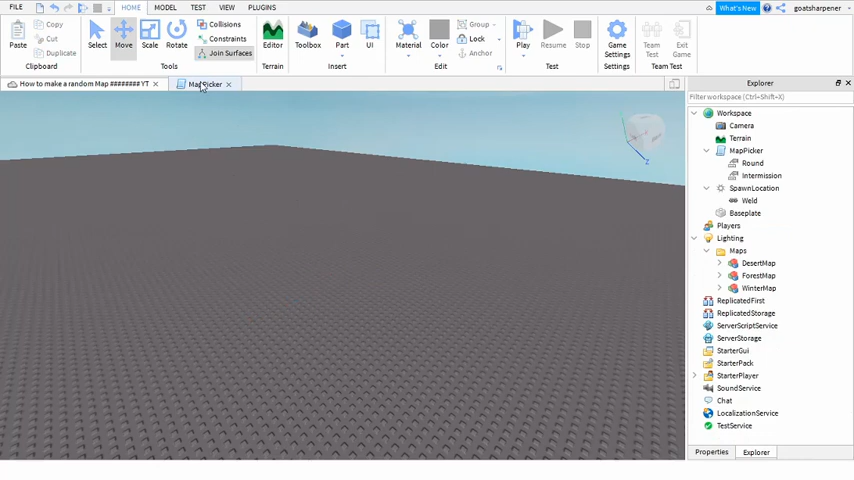 FILE HOME MODEL TEST VIEW PLUGINS What's New goatsharpener
Paste Copy Cut Duplicate Clipboard
Select Move Scale Rotate Collisions Constraints Join Surfaces Tools
Editor Terrain
Toolbox Part UI Insert
Material Color Group Lock Anchor Edit
Play Resume Stop Test
Game Settings Settings
Team Test Exit Game Team Test
How to make a random Map ######## YT
MapPicker
Explorer
Filter workspace (Ctrl+Shift+X)
Workspace
Camera
Terrain
MapPicker
Round
Intermission
SpawnLocation
Weld
Baseplate
Players
Lighting
Maps
DesertMap
ForestMap
WinterMap
ReplicatedFirst
ReplicatedStorage
ServerScriptService
ServerStorage
StarterGui
StarterPack
StarterPlayer
SoundService
Chat
LocalizationService
TestService
Properties Explorer